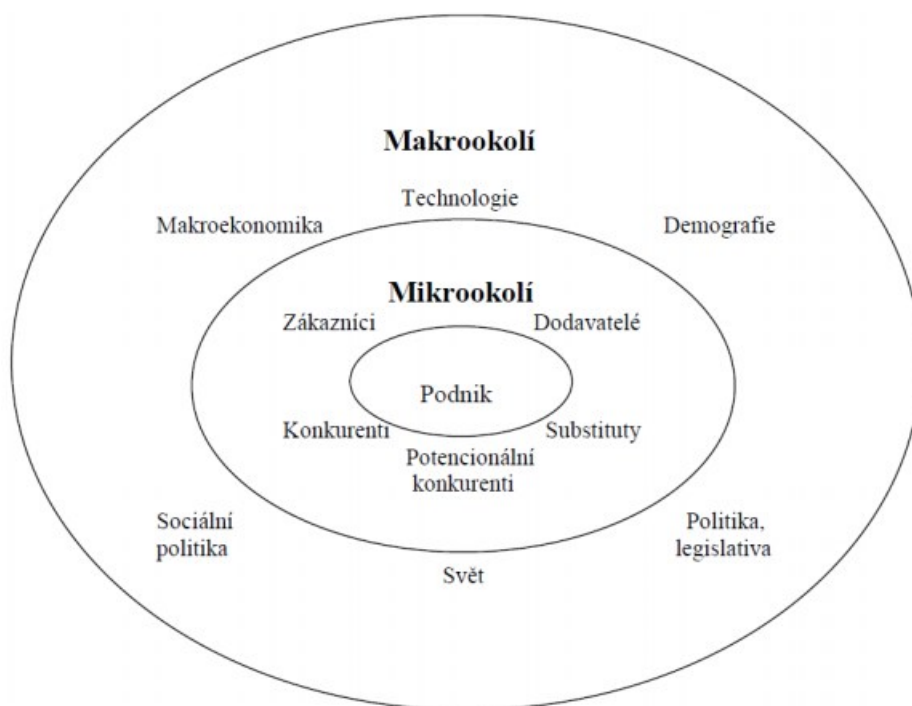 Makrookolí
Technologie
Makroekonomika
Demografie
Mikrookolí
Zákazníci
Dodavatelé
Podnik
Konkurenti
Substituty
Potencionální
konkurenti
Sociální
politika
Politika,
legislativa
Svět